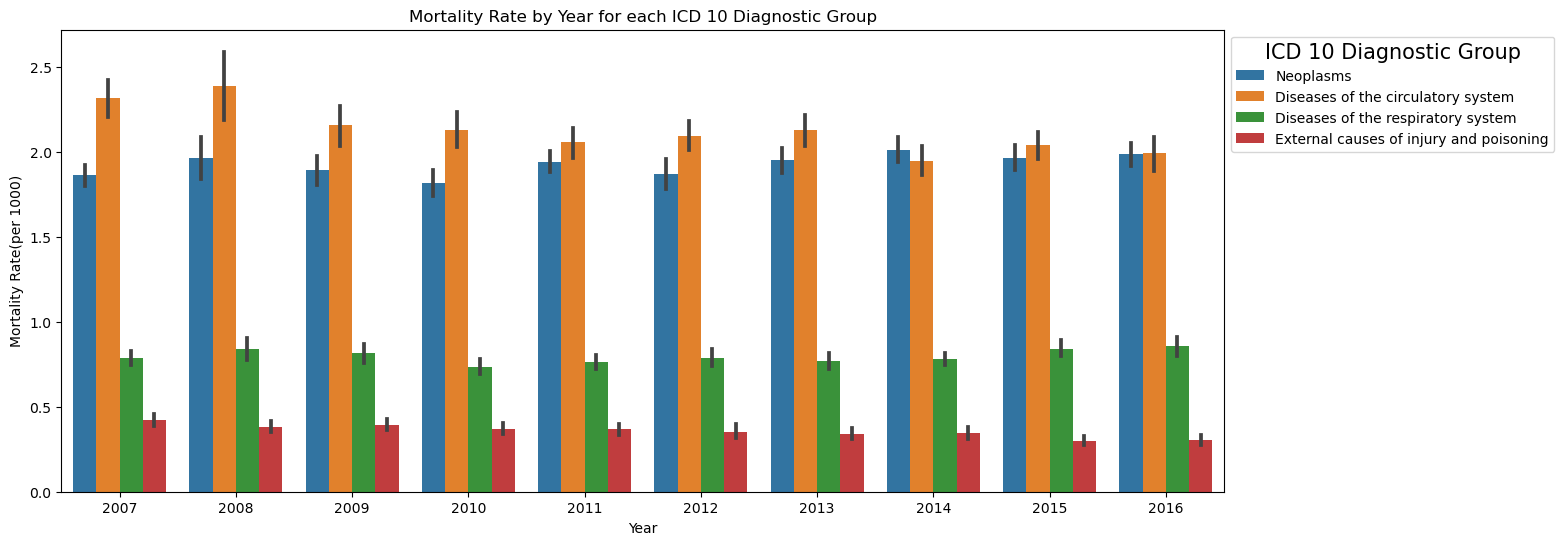 Mortality Rate by Year for each ICD 10 Diagnostic Group
Mortality Rate(per 1000)
2.5
2.0
1.5
1.0
0.5
0.0
2007 2008 2009 2010 2011 2012 2013 2014 2015 2016
Year
ICD 10 Diagnostic Group
Neoplasms
Diseases of the circulatory system
Diseases of the respiratory system
External causes of injury and poisoning